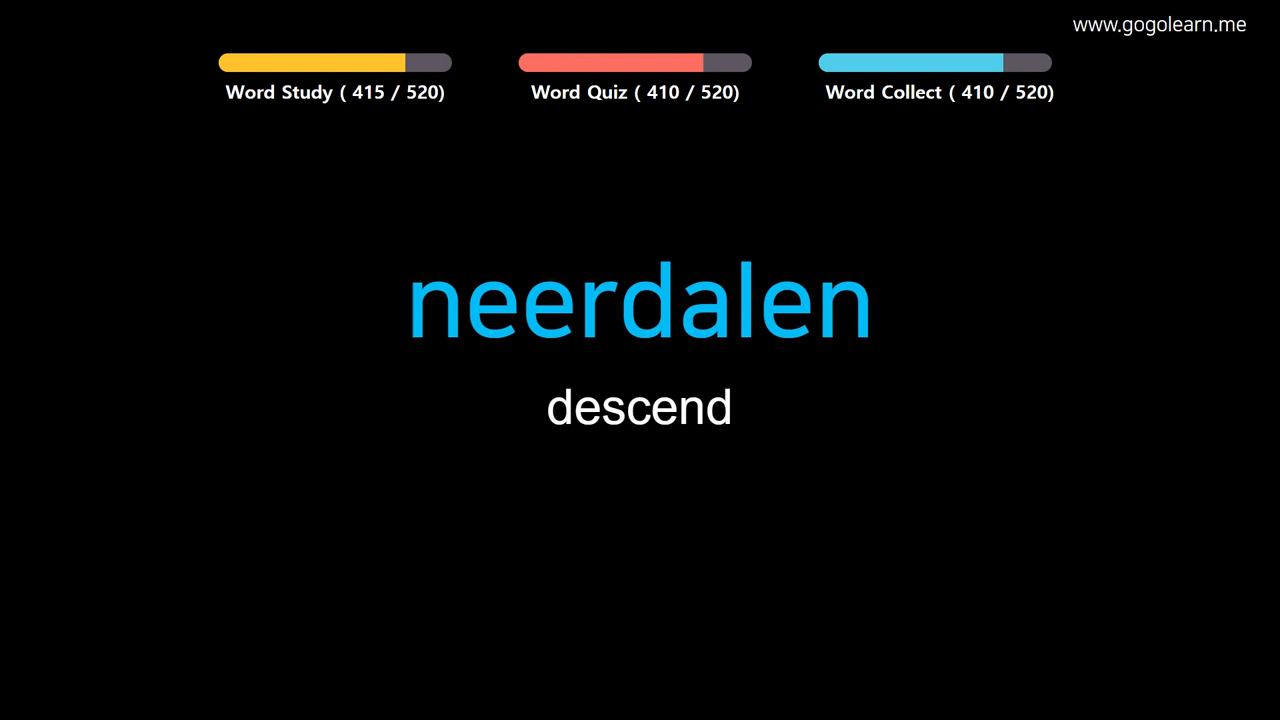 www.gogolearn.me
Word Study ( 415 / 520)
Word Quiz ( 410 / 520)
Word Collect ( 410 / 520)
neerdalen
descend